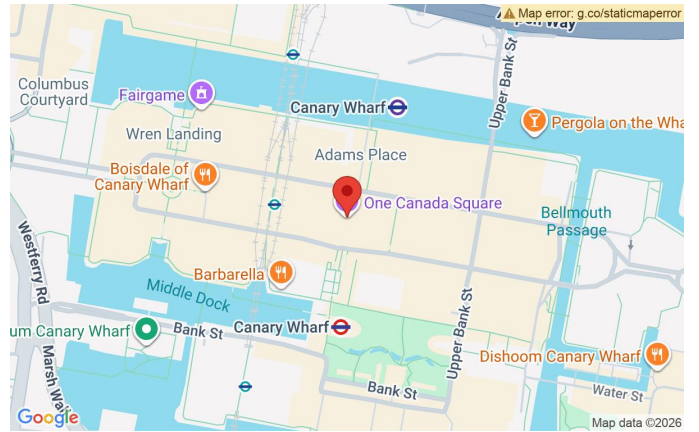 Map error: g.co/staticmaperror
Aspen Way
Columbus
Courtyard
Fairgame
Canary Wharf
Upper Bank St
Pergola on the Wha
Wren Landing
Adams Place
Boisdale of
Canary Wharf
One Canada Square
Bellmouth
Passage
Westferry Rd
Barbarella
Middle Dock
um Canary Wharf
Bank St
Canary Wharf
Upper Bank St
Dishoom Canary Wharf
Marsh Wall
Bank St
Water St
Google
Map data ©2026